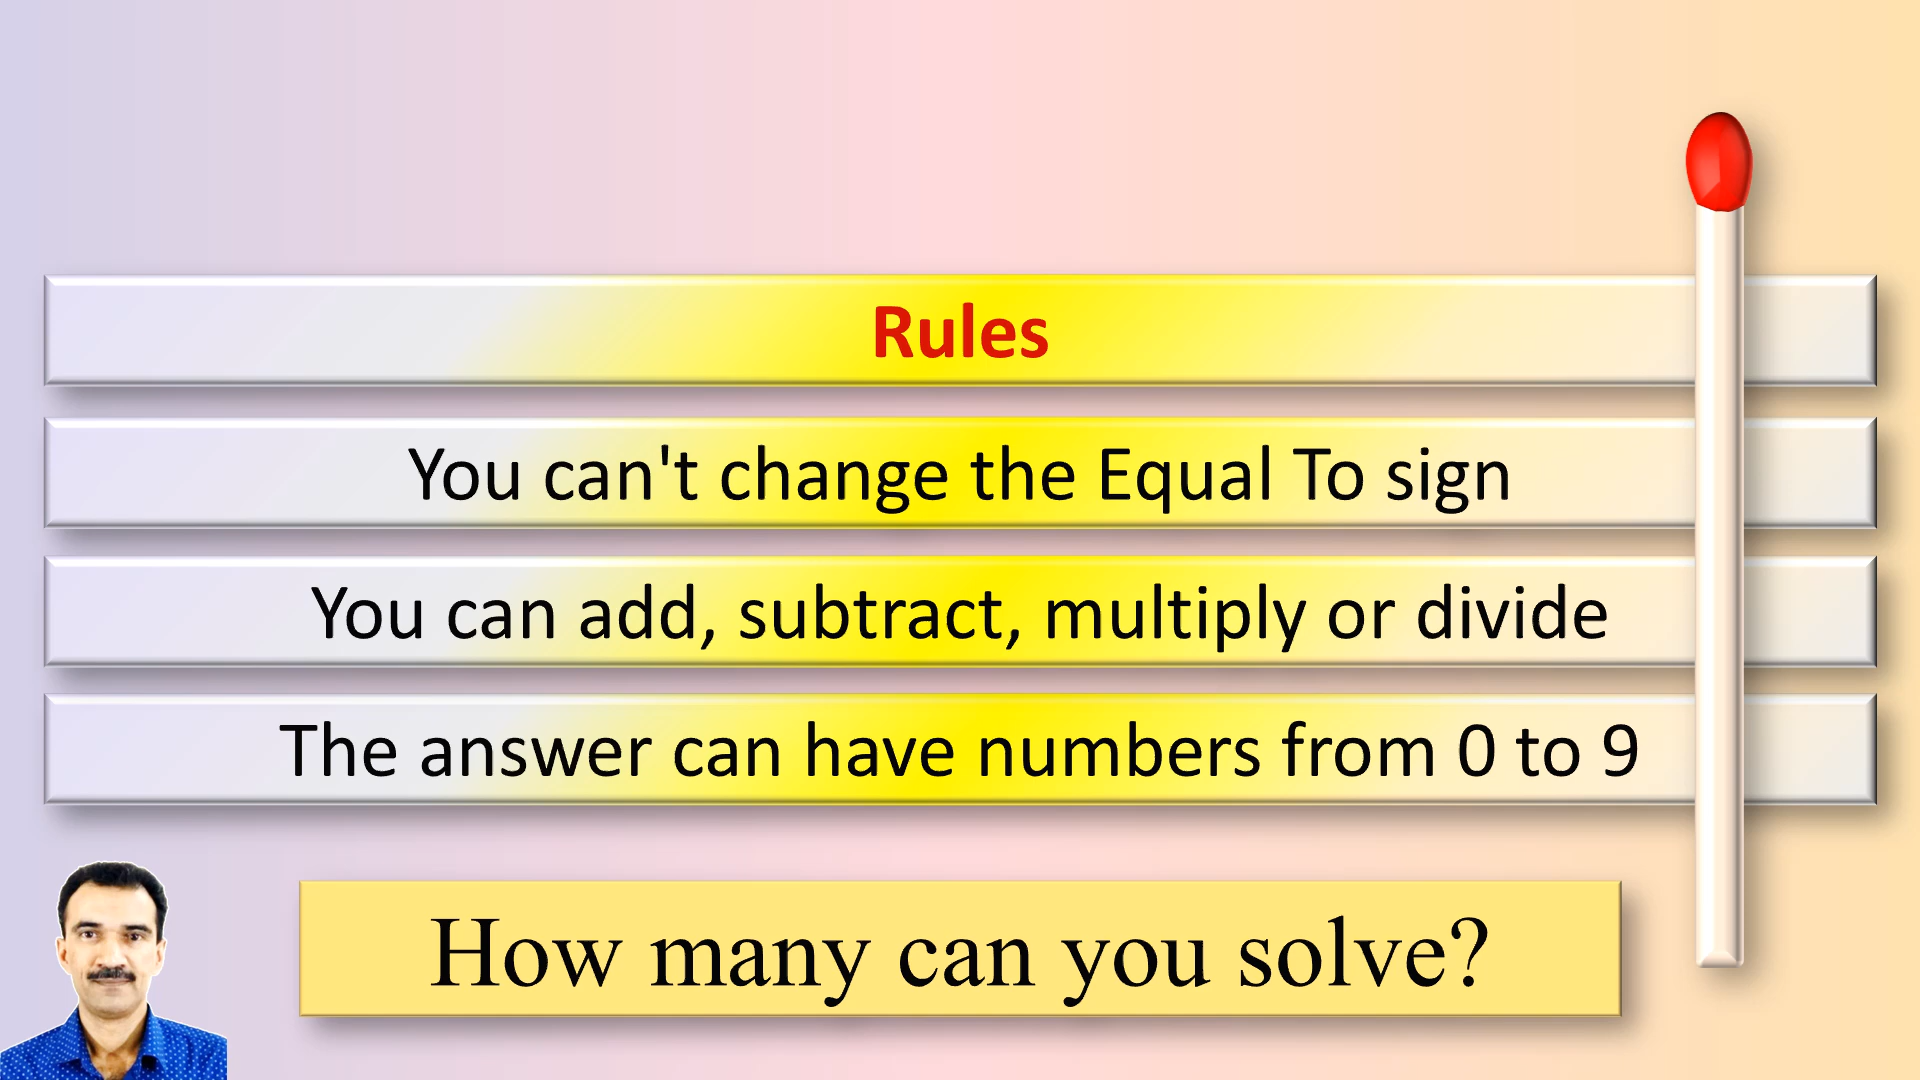 Rules
You can't change the Equal To sign
You can add, subtract, multiply or divide
The answer can have numbers from 0 to 9
How many can you solve?